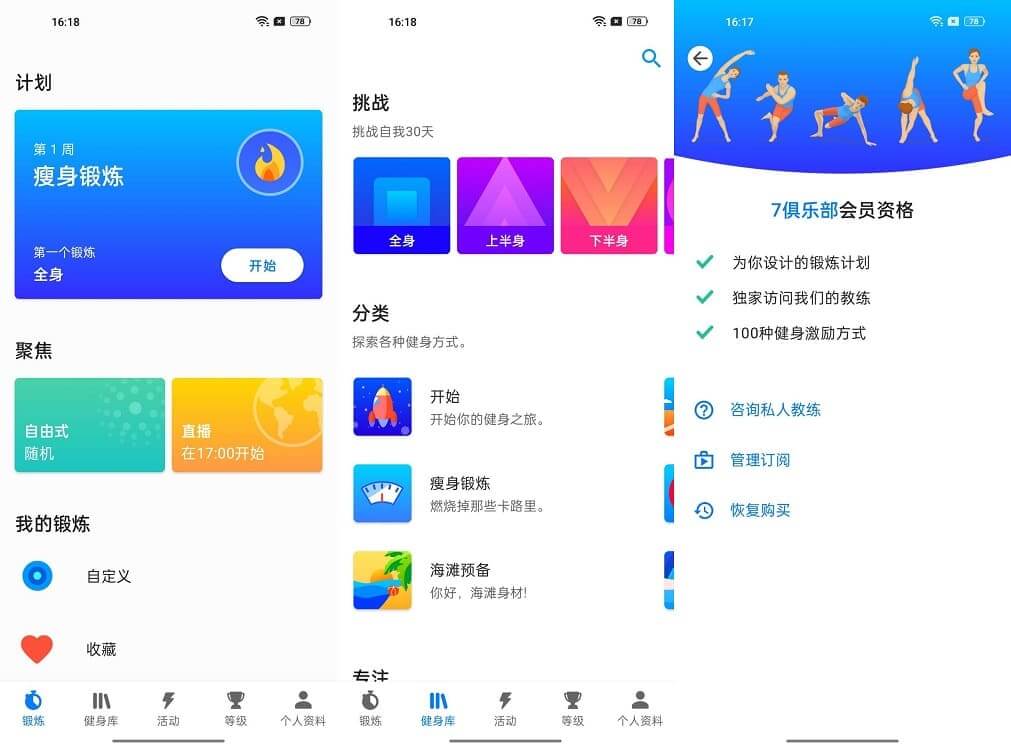 16:18
78
计划
第 1 周
瘦身锻炼
第一个锻炼
全身
开始
聚焦
自由式
随机
直播
在17:00开始
我的锻炼
自定义
收藏
锻炼
健身库
活动
等级
个人资料
16:18
78
挑战
挑战自我30天
全身
上半身
下半身
分类
探索各种健身方式。
开始
开始你的健身之旅。
瘦身锻炼
燃烧掉那些卡路里。
海滩预备
你好，海滩身材!
专注
锻炼
健身库
活动
等级
个人资料
16:17
78
7俱乐部会员资格
为你设计的锻炼计划
独家访问我们的教练
100种健身激励方式
咨询私人教练
管理订阅
恢复购买